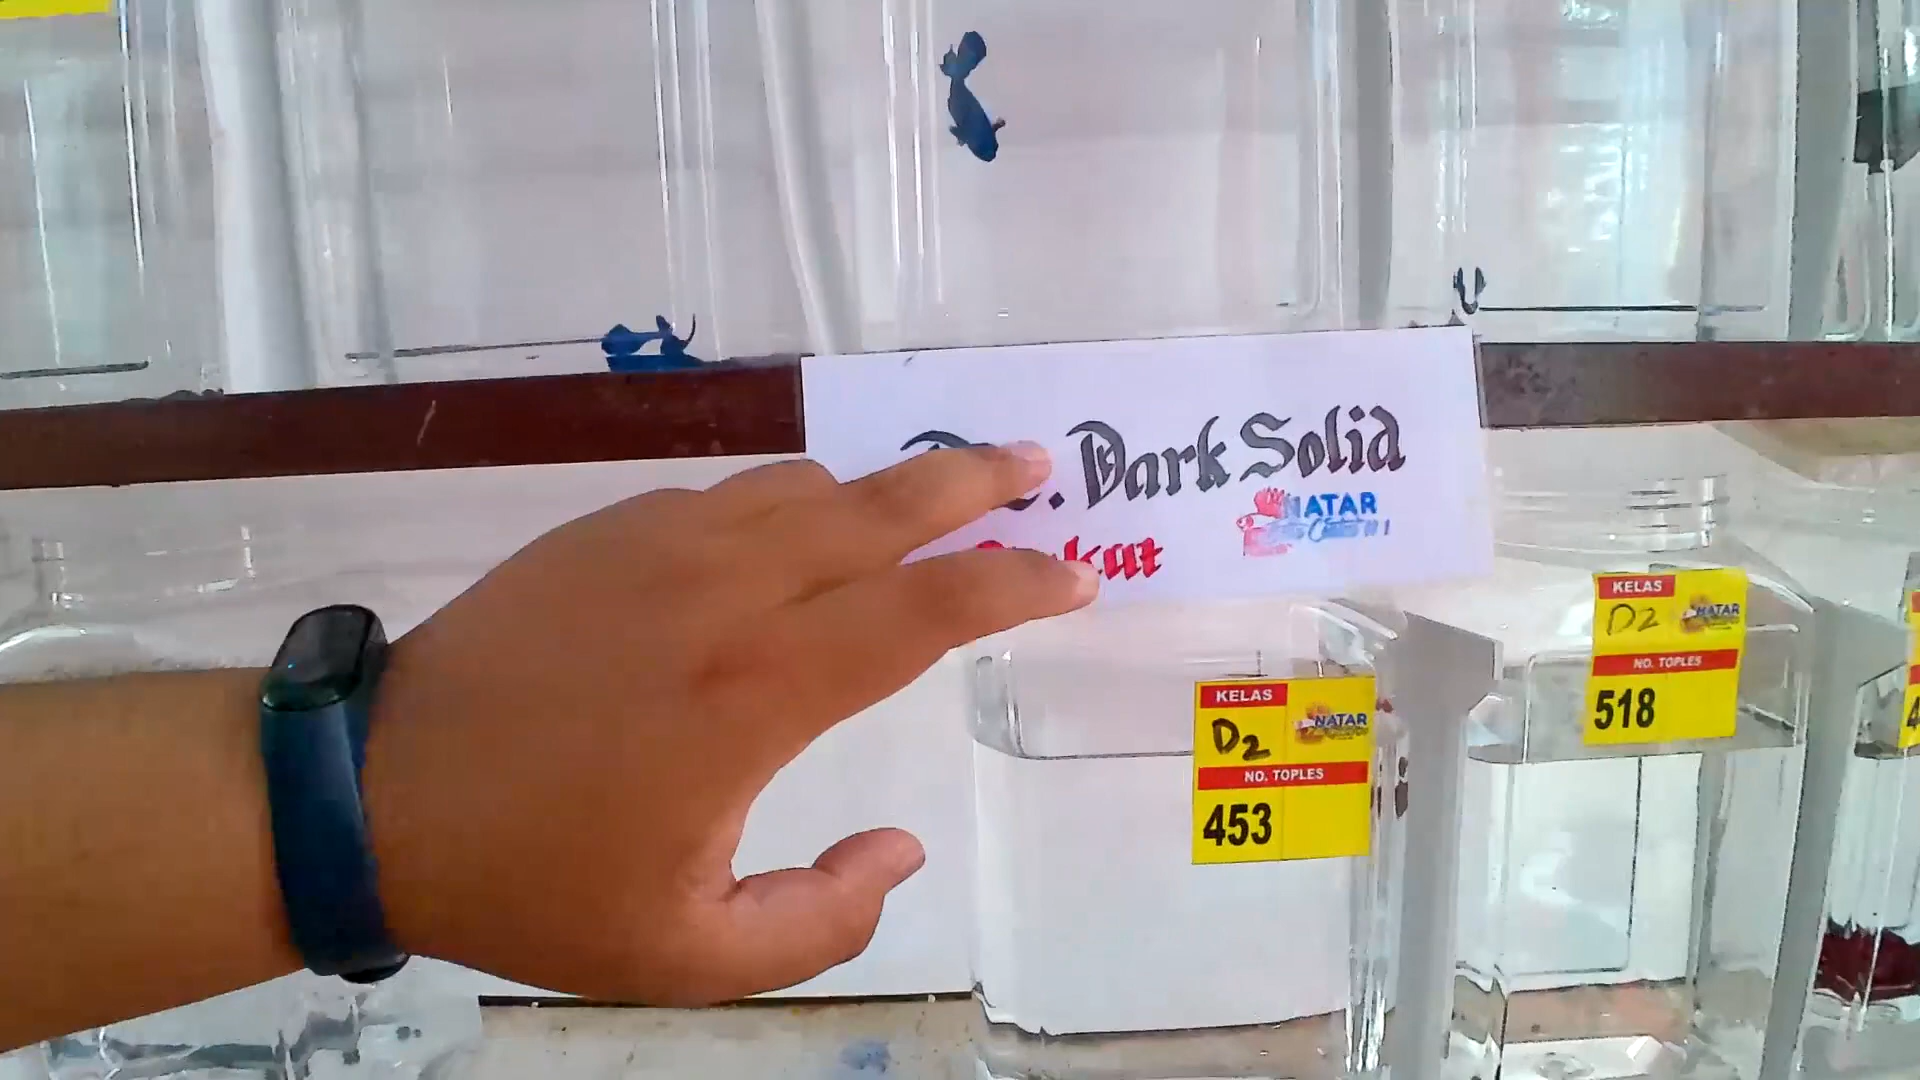 Dark Solid
NATAR
KELAS
D2
NATAR
NO. TOPLES
518
KELAS
D2
NATAR
NO. TOPLES
453